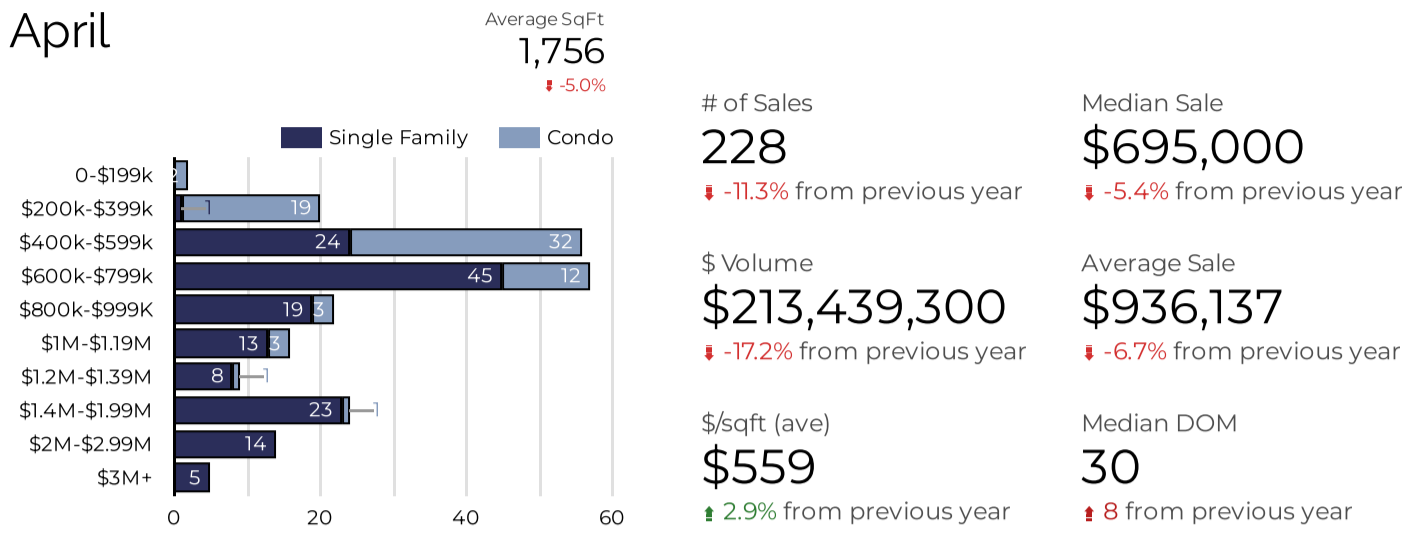 April
Average SqFt
1,756
-5.0%
Single Family
Condo
0-$199k
2
$200k-$399k
1
19
$400k-$599k
24
32
$600k-$799k
45
12
$800k-$999K
19
3
$1M-$1.19M
13
3
$1.2M-$1.39M
8
1
$1.4M-$1.99M
23
1
$2M-$2.99M
14
$3M+
5
0
20
40
60
# of Sales
228
-11.3% from previous year
Median Sale
$695,000
-5.4% from previous year
$ Volume
$213,439,300
-17.2% from previous year
Average Sale
$936,137
-6.7% from previous year
$/sqft (ave)
$559
2.9% from previous year
Median DOM
30
8 from previous year